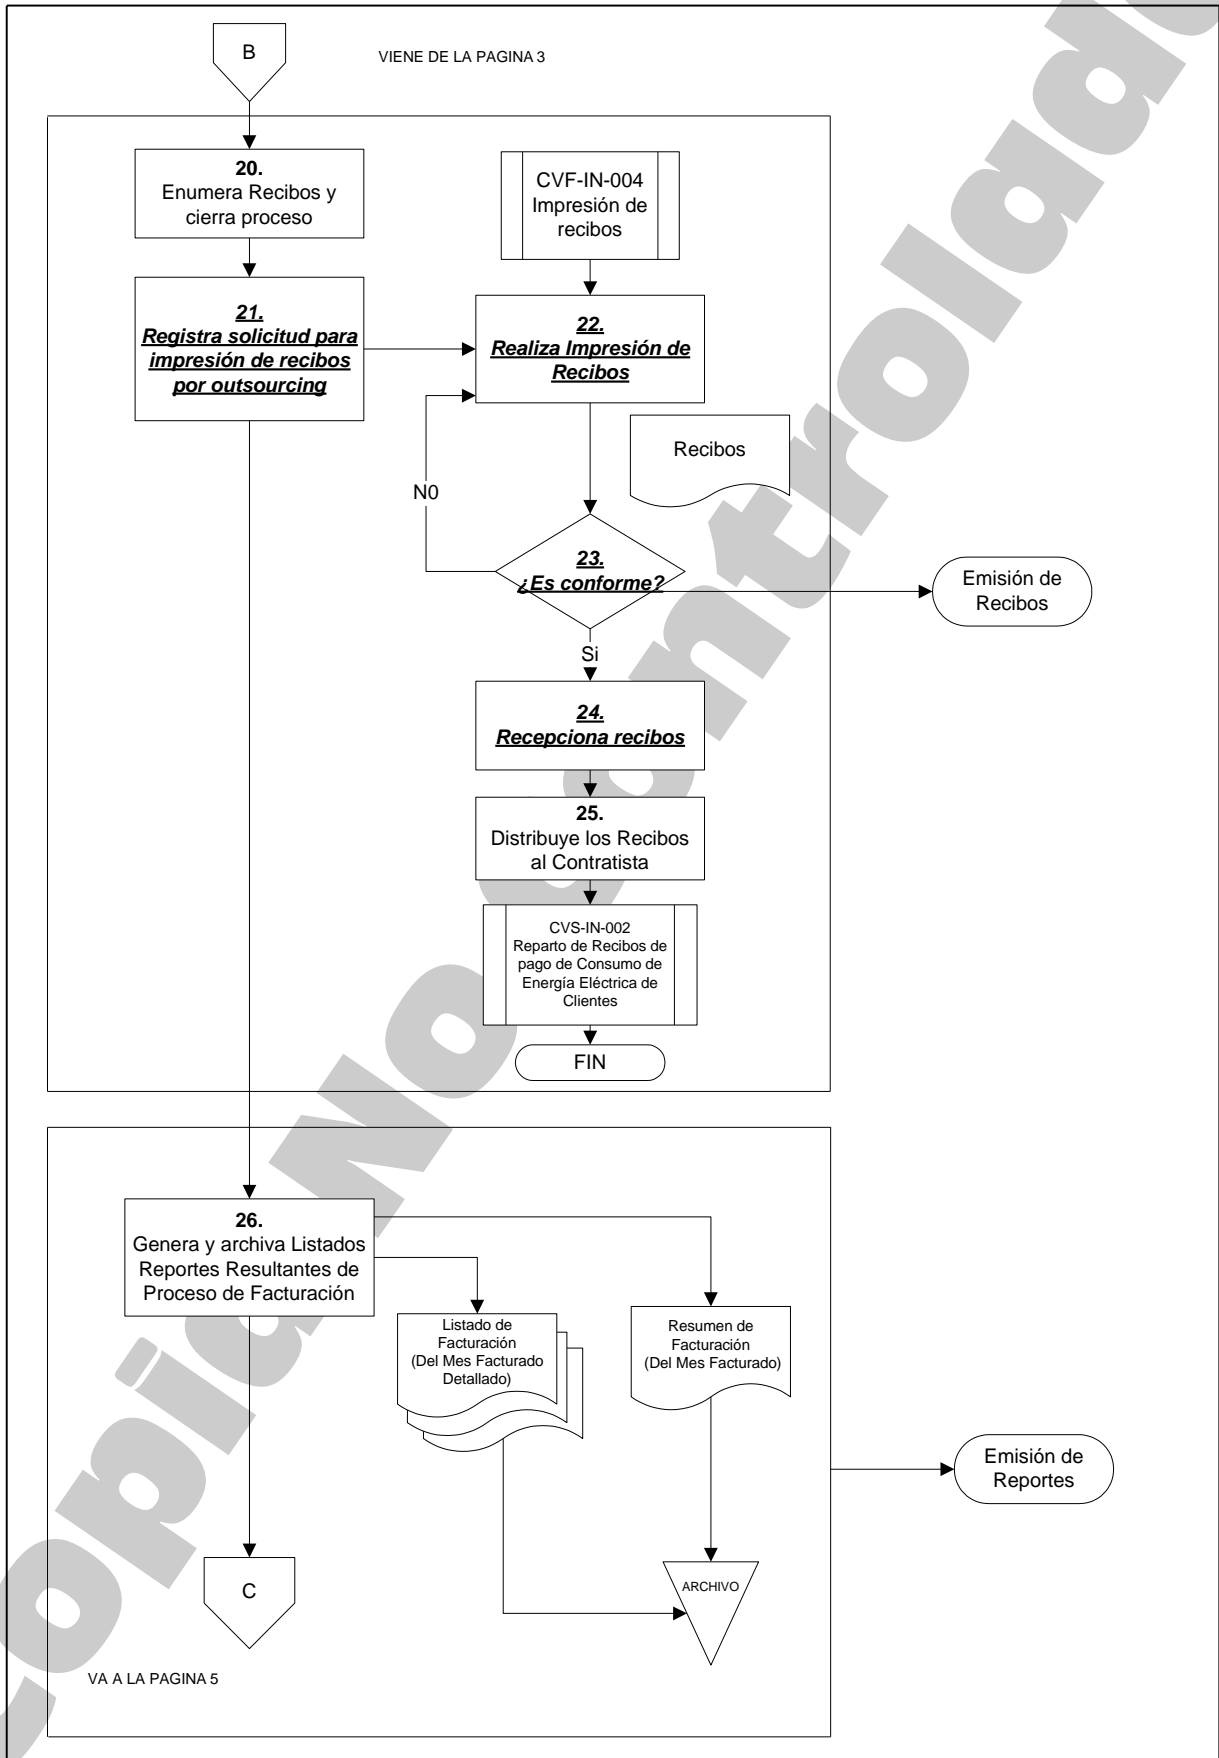 B
VIENE DE LA PAGINA 3
20.
Enumera Recibos y
cierra proceso
CVF-IN-004
Impresión de
recibos
21.
Registra solicitud para
impresión de recibos
por outsourcing
22.
Realiza Impresión de
Recibos
Recibos
N0
23.
¿Es conforme?
Emisión de
Recibos
Si
24.
Recepciona recibos
25.
Distribuye los Recibos
al Contratista
CVS-IN-002
Reparto de Recibos de
pago de Consumo de
Energía Eléctrica de
Clientes
FIN
26.
Genera y archiva Listados
Reportes Resultantes de
Proceso de Facturación
Listado de
Facturación
(Del Mes Facturado
Detallado)
Resumen de
Facturación
(Del Mes Facturado)
Emisión de
Reportes
C
ARCHIVO
VA A LA PAGINA 5
Copia No Controlada